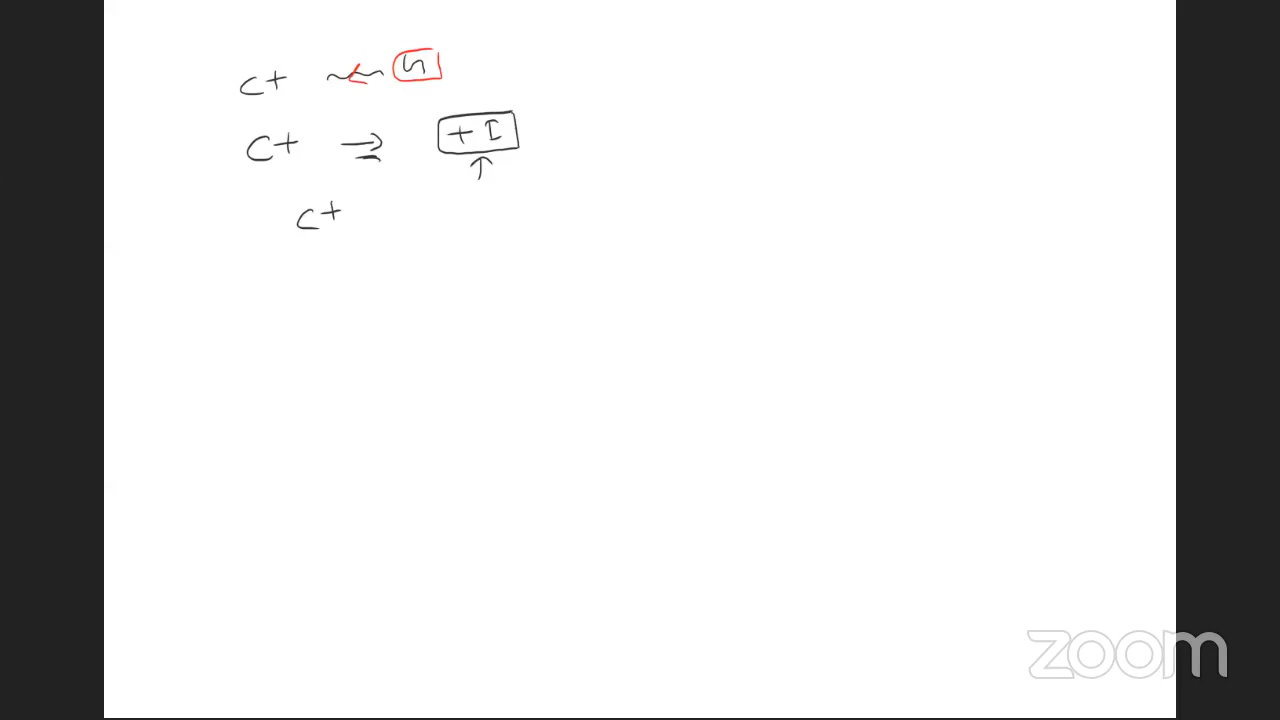 C+ G
C+ → +I
↑
C+
zoom